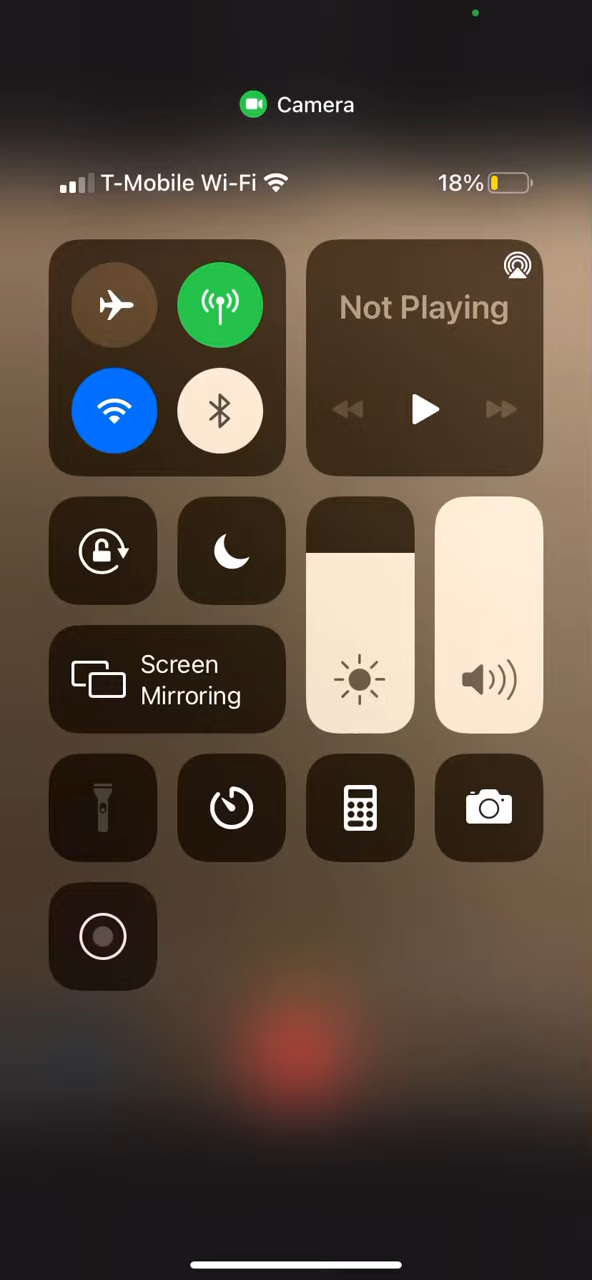 Camera
T-Mobile Wi-Fi 18%
Not Playing
Screen
Mirroring